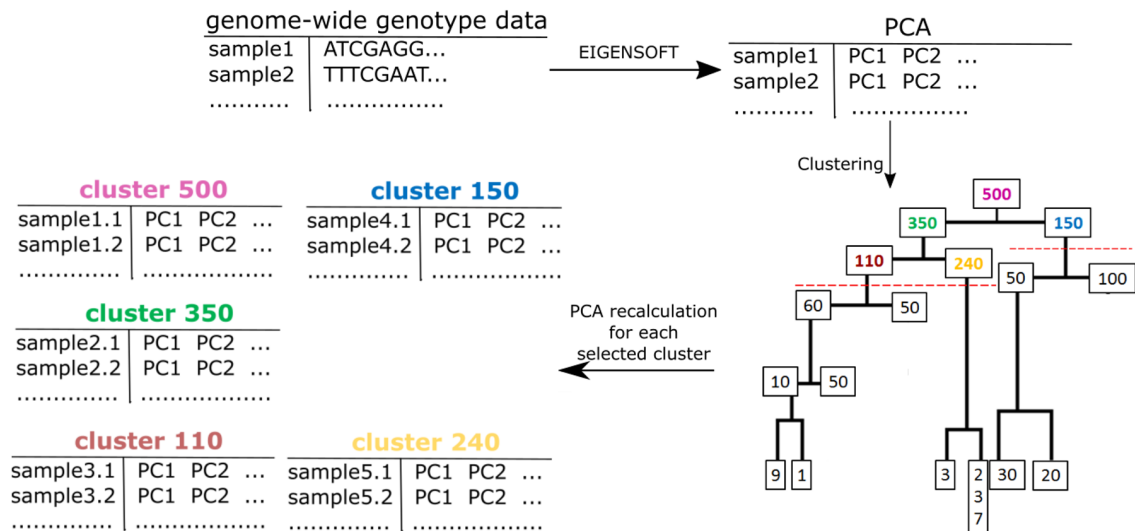 genome-wide genotype data
sample1 ATCGAGG...
sample2 TTTCGAAT...
........... ................
EIGENSOFT
PCA
sample1 PC1 PC2 ...
sample2 PC1 PC2 ...
........... ................
Clustering
500
350 150
110 240
50 100
60 50
10 50
9 1 3 237 30 20
PCA recalculation
for each
selected cluster
cluster 500
sample1.1 PC1 PC2 ...
sample1.2 PC1 PC2 ...
.............. ...................
cluster 150
sample4.1 PC1 PC2 ...
sample4.2 PC1 PC2 ...
.............. ...................
cluster 350
sample2.1 PC1 PC2 ...
sample2.2 PC1 PC2 ...
.............. ...................
cluster 110
sample3.1 PC1 PC2 ...
sample3.2 PC1 PC2 ...
.............. ...................
cluster 240
sample5.1 PC1 PC2 ...
sample5.2 PC1 PC2 ...
.............. ...................